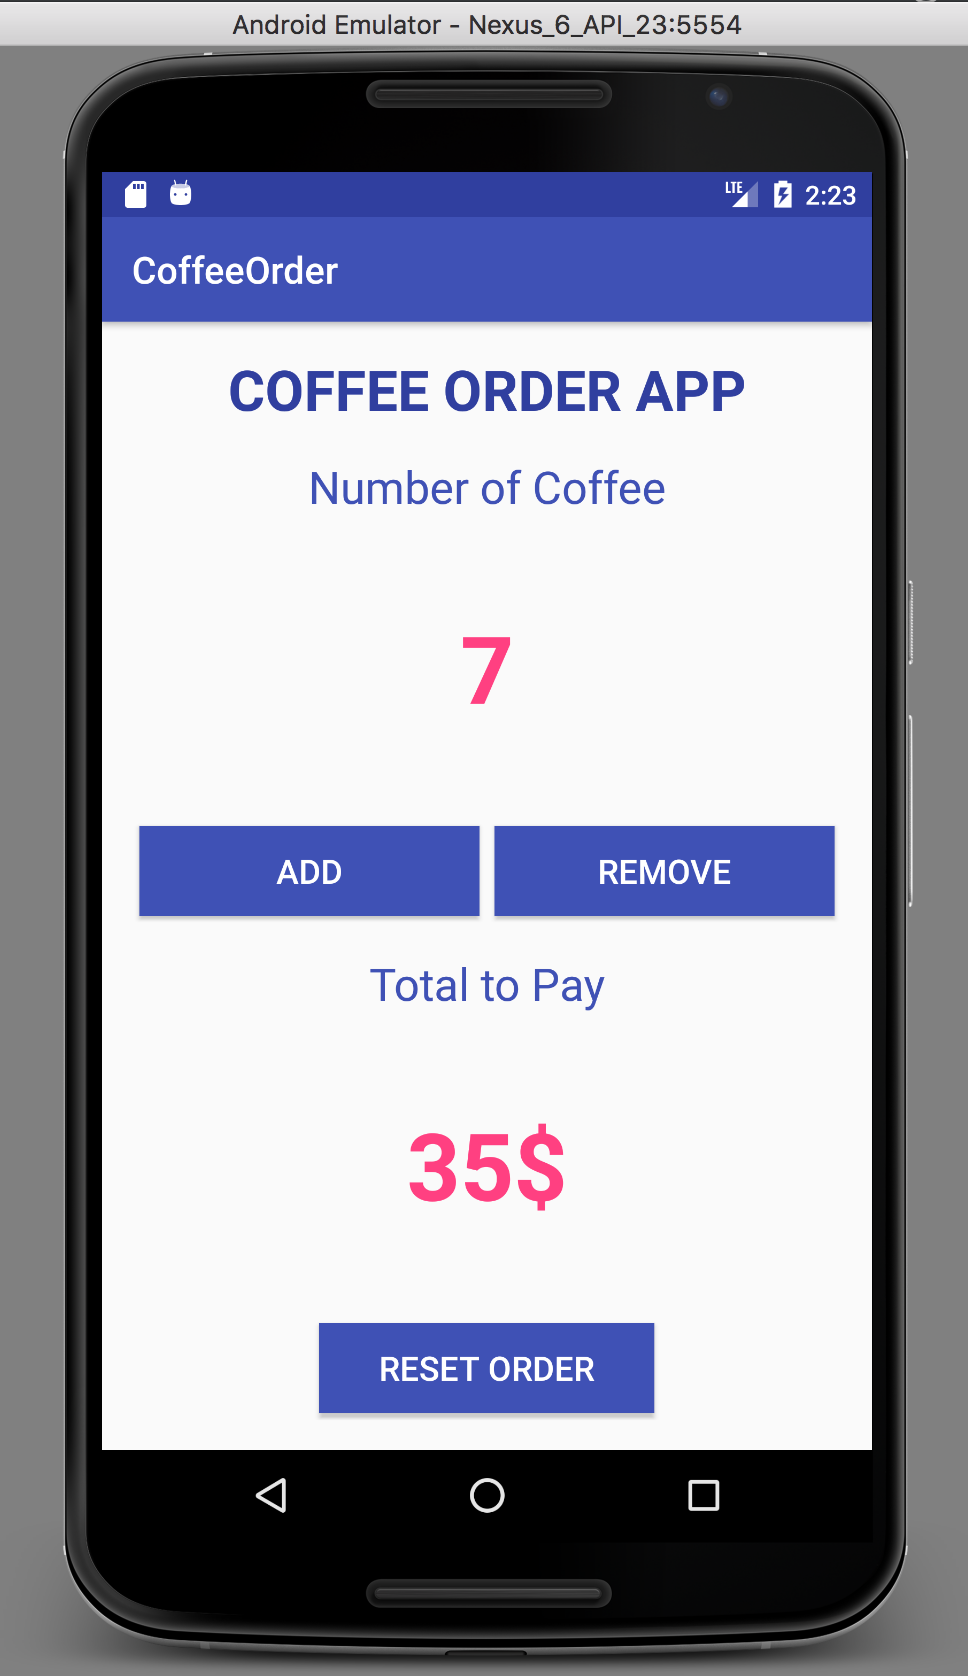 Android Emulator - Nexus_6_API_23:5554
LTE 2:23
CoffeeOrder
COFFEE ORDER APP
Number of Coffee
7
ADD REMOVE
Total to Pay
35$
RESET ORDER